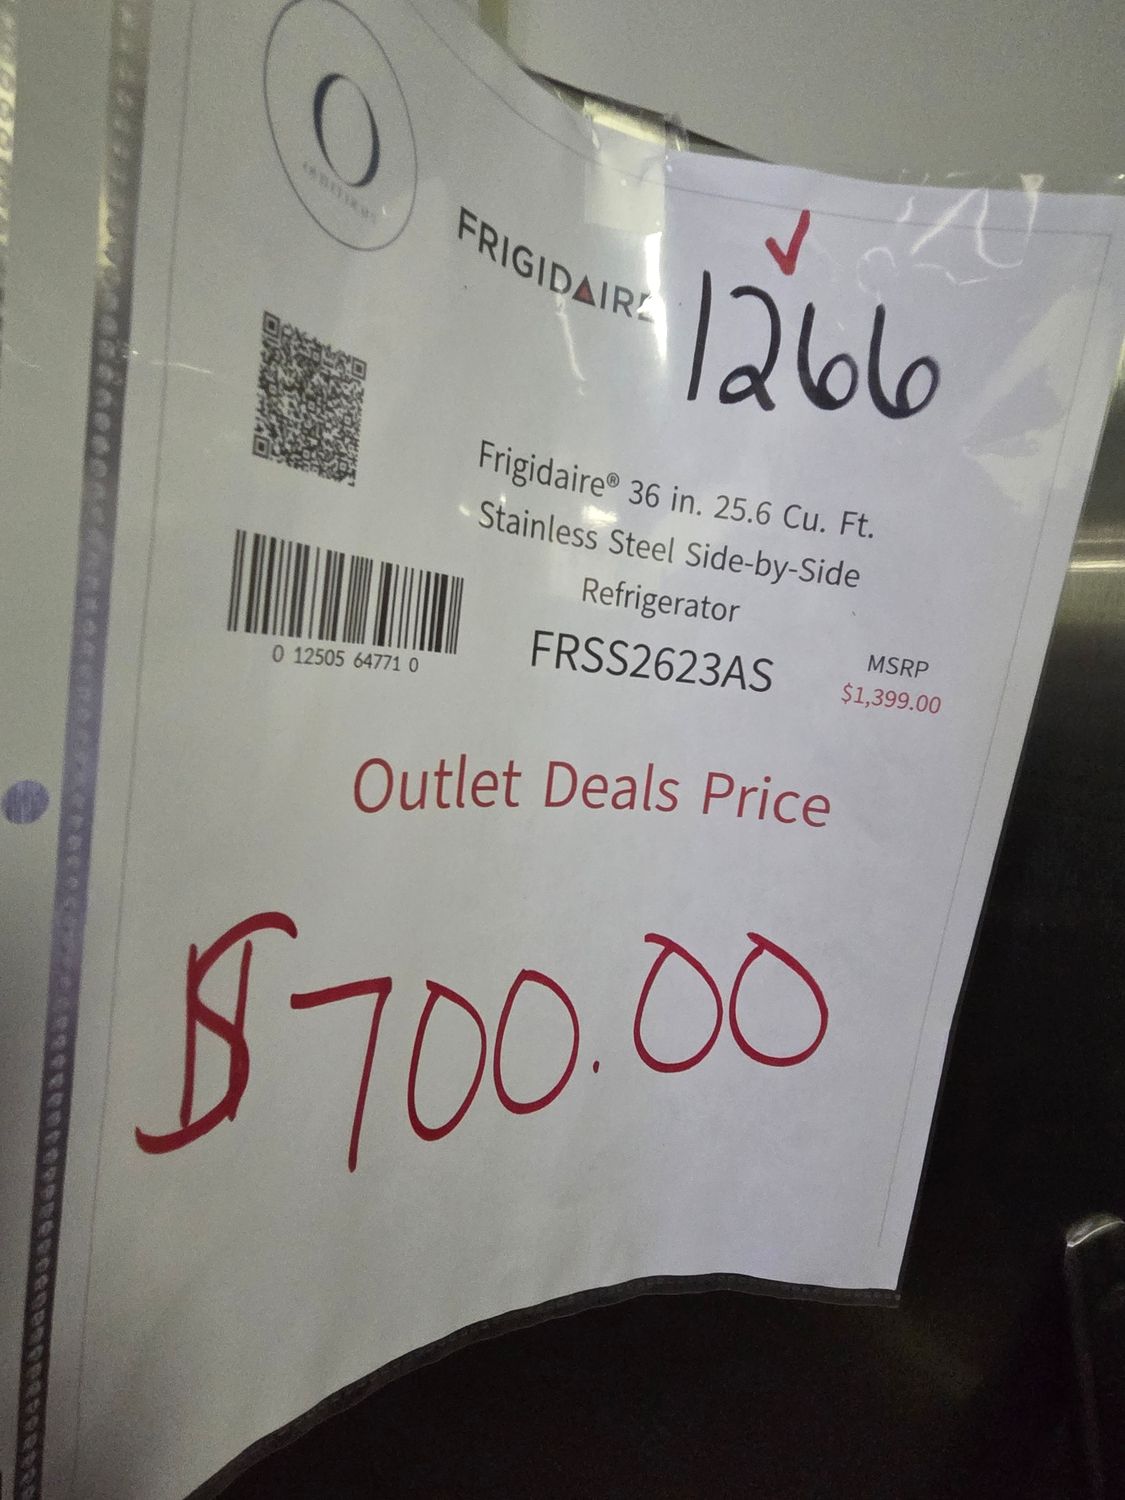 O
FRIGIDAIRE
✓
1266
Frigidaire® 36 in. 25.6 Cu. Ft.
Stainless Steel Side-by-Side
Refrigerator
FRSS2623AS
MSRP
$1,399.00
0 12505 64771 0
Outlet Deals Price
$700.00